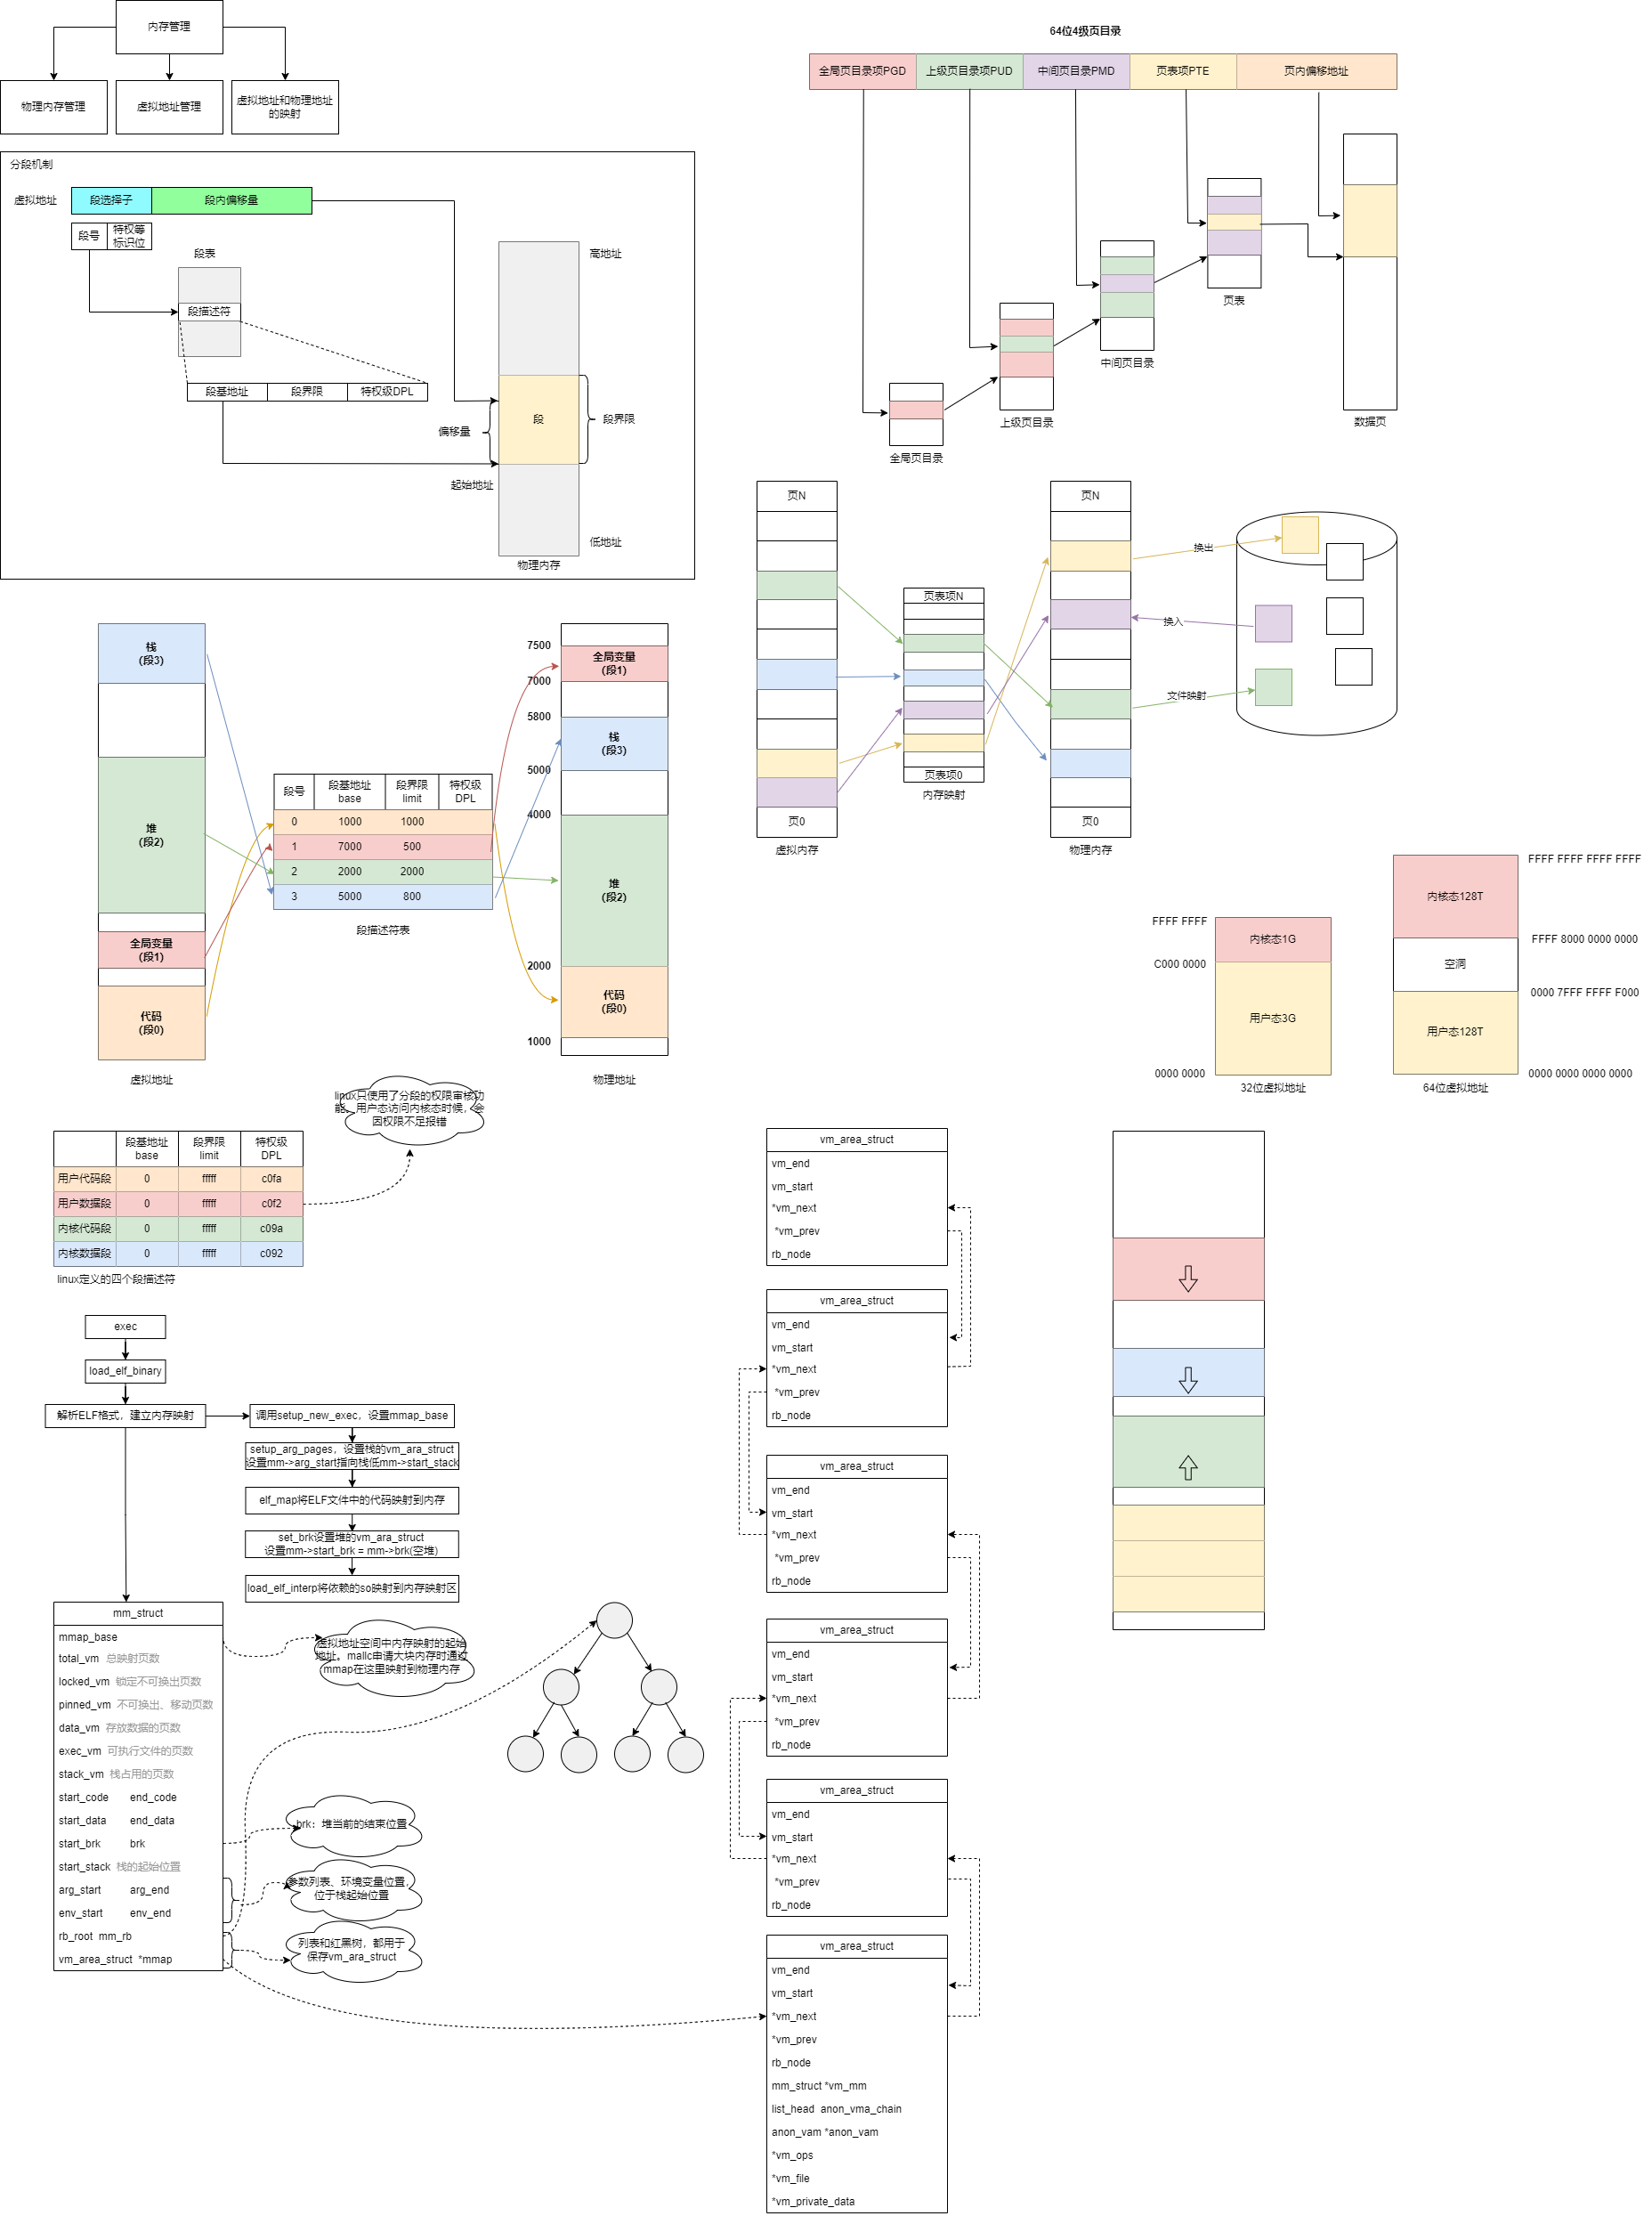 内存管理
物理内存管理
虚拟地址管理
虚拟地址和物理地址
的映射
分段机制
虚拟地址
段选择子
段内偏移量
段号
特权等
标识位
段表
段描述符
段基地址
段界限
特权级DPL
高地址
偏移量
段
段界限
起始地址
低地址
物理内存
64位4级页目录
全局页目录项PGD
上级页目录项PUD
中间页目录PMD
页表项PTE
页内偏移地址
全局页目录
上级页目录
中间页目录
页表
数据页
页N
页0
虚拟内存
页表项N
页表项0
内存映射
页N
页0
物理内存
换出
换入
文件映射
栈
(段3)
堆
(段2)
全局变量
(段1)
代码
(段0)
虚拟地址
段号
段基地址
base
段界限
limit
特权级
DPL
0 1000 1000
1 7000 500
2 2000 2000
3 5000 800
段描述符表
7500
全局变量
(段1)
7000
5800
栈
(段3)
5000
4000
堆
(段2)
2000
代码
(段0)
1000
物理地址
FFFF FFFF
内核态1G
C000 0000
用户态3G
0000 0000
32位虚拟地址
FFFF FFFF FFFF FFFF
内核态128T
FFFF 8000 0000 0000
空洞
0000 7FFF FFFF F000
用户态128T
0000 0000 0000 0000
64位虚拟地址
linux只使用了分段的权限审核功
能。用户态访问内核态时候，会
因权限不足报错
段基地址
base
段界限
limit
特权级
DPL
用户代码段 0 fffff c0fa
用户数据段 0 fffff c0f2
内核代码段 0 fffff c09a
内核数据段 0 fffff c092
linux定义的四个段描述符
exec
load_elf_binary
解析ELF格式，建立内存映射
调用setup_new_exec，设置mmap_base
setup_arg_pages，设置栈的vm_ara_struct
设置mm->arg_start指向栈低mm->start_stack
elf_map将ELF文件中的代码映射到内存
set_brk设置堆的vm_ara_struct
设置mm->start_brk = mm->brk(空堆)
load_elf_interp将依赖的so映射到内存映射区
mm_struct
mmap_base
total_vm 总映射页数
locked_vm 锁定不可换出页数
pinned_vm 不可换出、移动页数
data_vm 存放数据的页数
exec_vm 可执行文件的页数
stack_vm 栈占用的页数
start_code end_code
start_data end_data
start_brk brk
start_stack 栈的起始位置
arg_start arg_end
env_start env_end
rb_root mm_rb
vm_area_struct *mmap
虚拟地址空间中内存映射的起始
地址。mallc申请大块内存时通过
mmap在这里映射到物理内存
brk：堆当前的结束位置
参数列表、环境变量位置，
位于栈起始位置
列表和红黑树，都用于
保存vm_ara_struct
vm_area_struct
vm_end
vm_start
*vm_next
*vm_prev
rb_node
vm_area_struct
vm_end
vm_start
*vm_next
*vm_prev
rb_node
vm_area_struct
vm_end
vm_start
*vm_next
*vm_prev
rb_node
vm_area_struct
vm_end
vm_start
*vm_next
*vm_prev
rb_node
vm_area_struct
vm_end
vm_start
*vm_next
*vm_prev
rb_node
vm_area_struct
vm_end
vm_start
*vm_next
*vm_prev
rb_node
mm_struct *vm_mm
list_head anon_vma_chain
anon_vam *anon_vam
*vm_ops
*vm_file
*vm_private_data